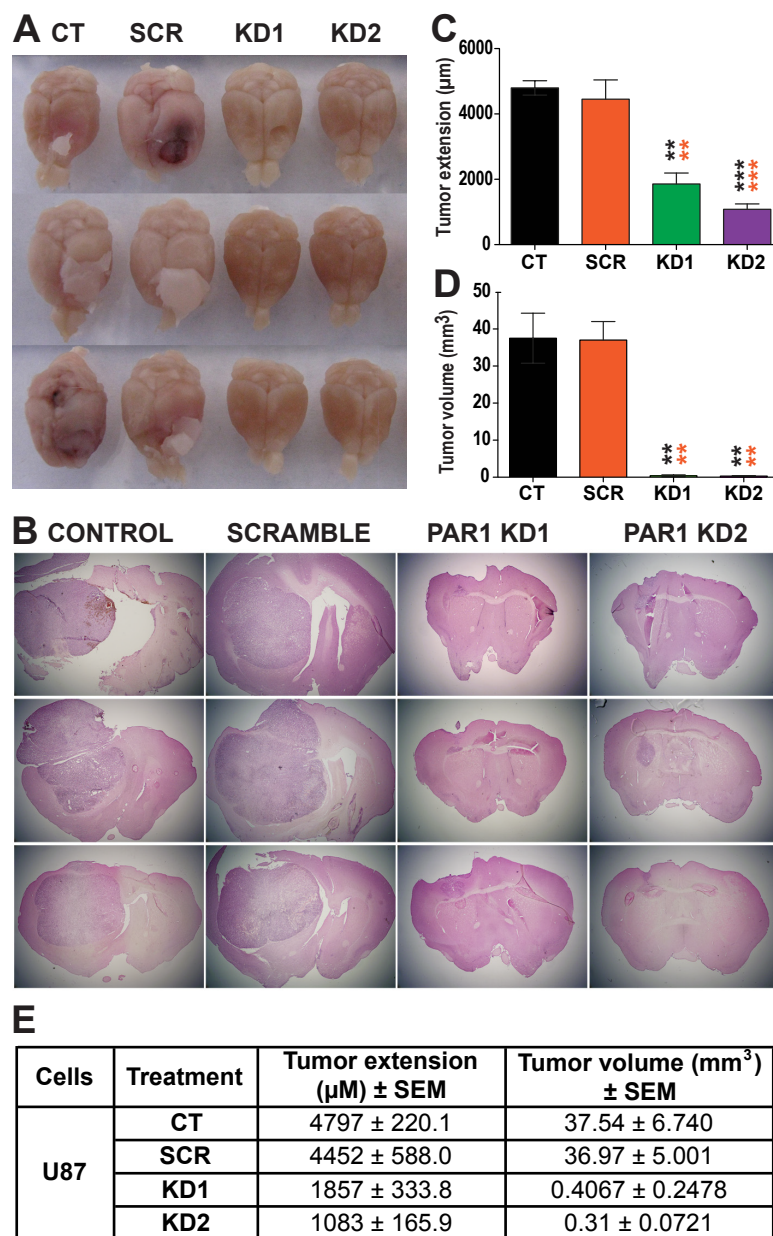 A CT SCR KD1 KD2
C
Tumor extension (µm)
6000
4000
2000
0
** **
*** ***
CT SCR KD1 KD2
D
Tumor volume (mm³)
50
40
30
20
10
0
** ** ** **
CT SCR KD1 KD2
B CONTROL SCRAMBLE PAR1 KD1 PAR1 KD2
E
Cells Treatment Tumor extension (µM) ± SEM Tumor volume (mm³) ± SEM
U87
CT 4797 ± 220.1 37.54 ± 6.740
SCR 4452 ± 588.0 36.97 ± 5.001
KD1 1857 ± 333.8 0.4067 ± 0.2478
KD2 1083 ± 165.9 0.31 ± 0.0721